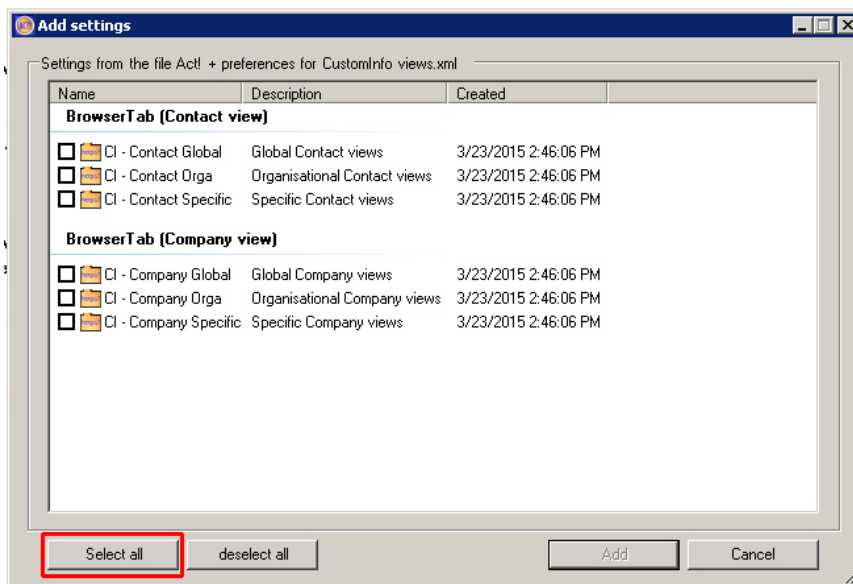 Add settings
Settings from the file Act! + preferences for CustomInfo views.xml
Name Description Created
BrowserTab (Contact view)
CI - Contact Global Global Contact views 3/23/2015 2:46:06 PM
CI - Contact Orga Organisational Contact views 3/23/2015 2:46:06 PM
CI - Contact Specific Specific Contact views 3/23/2015 2:46:06 PM
BrowserTab (Company view)
CI - Company Global Global Company views 3/23/2015 2:46:06 PM
CI - Company Orga Organisational Company views 3/23/2015 2:46:06 PM
CI - Company Specific Specific Company views 3/23/2015 2:46:06 PM
Select all deselect all Add Cancel